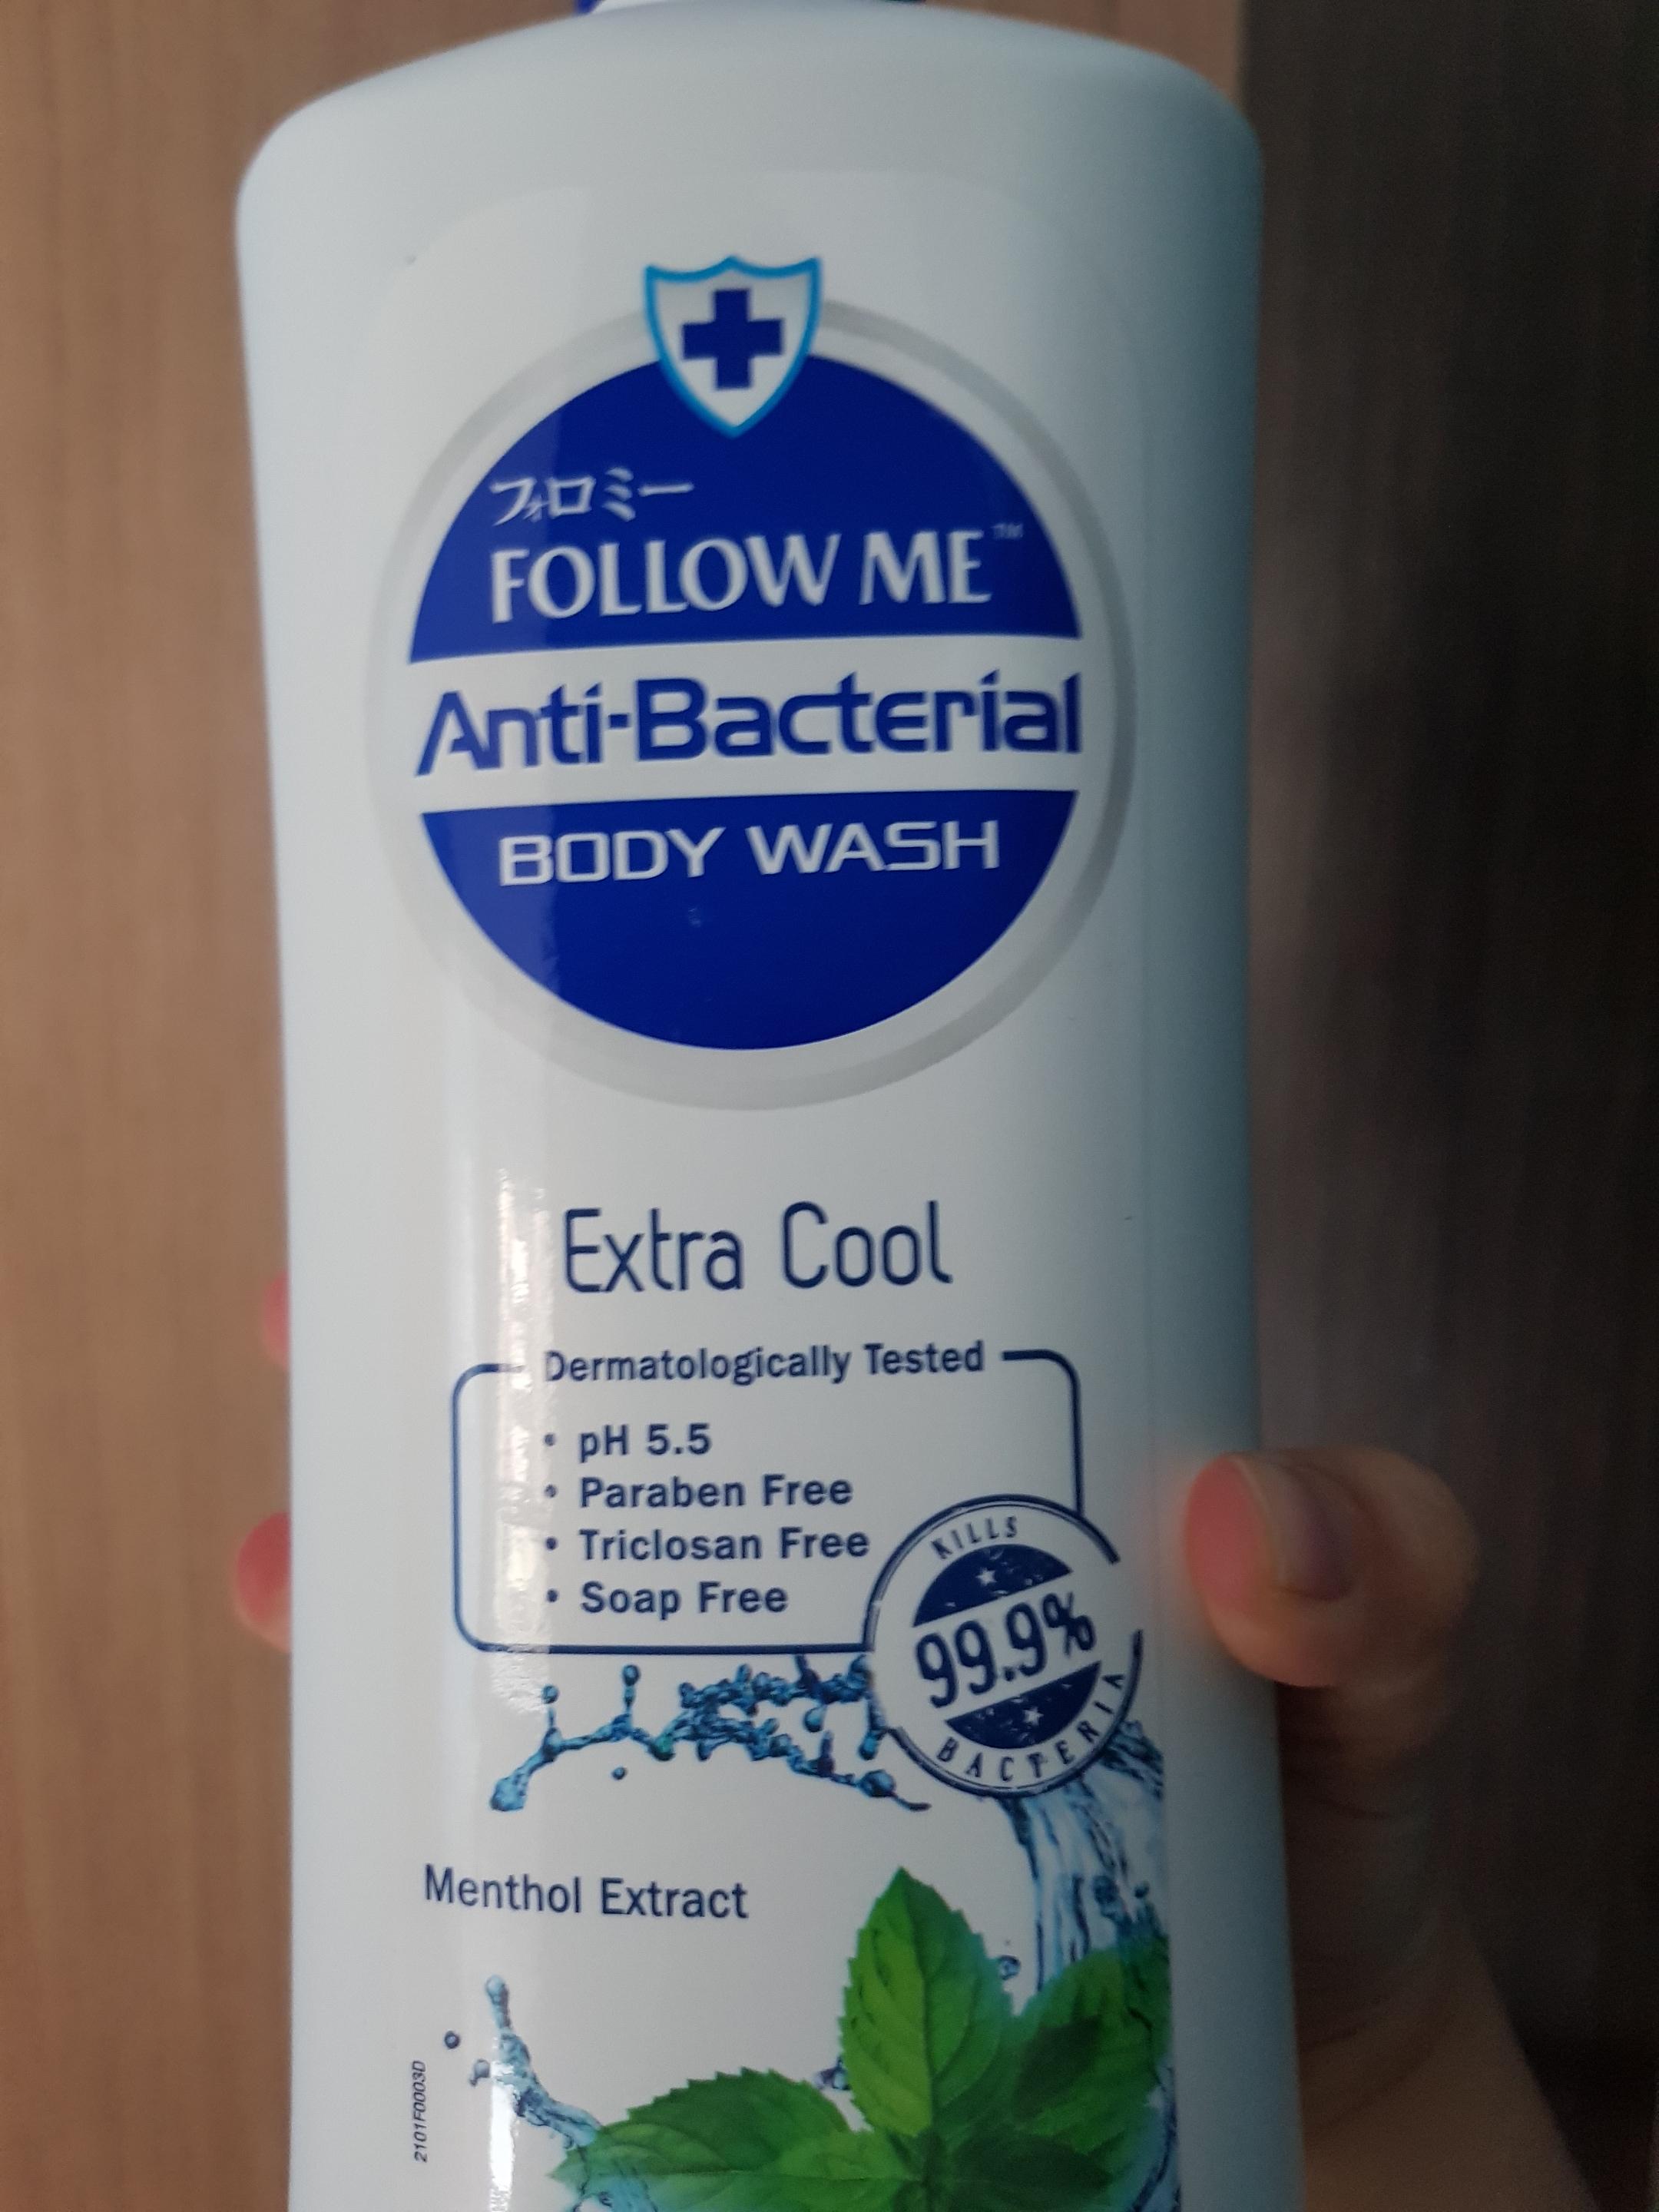 フォロミー
FOLLOW ME™
Anti-Bacterial
BODY WASH
Extra Cool
Dermatologically Tested
• pH 5.5
• Paraben Free
• Triclosan Free
• Soap Free
KILLS
99.9%
BACTERIA
Menthol Extract
2101F0003D